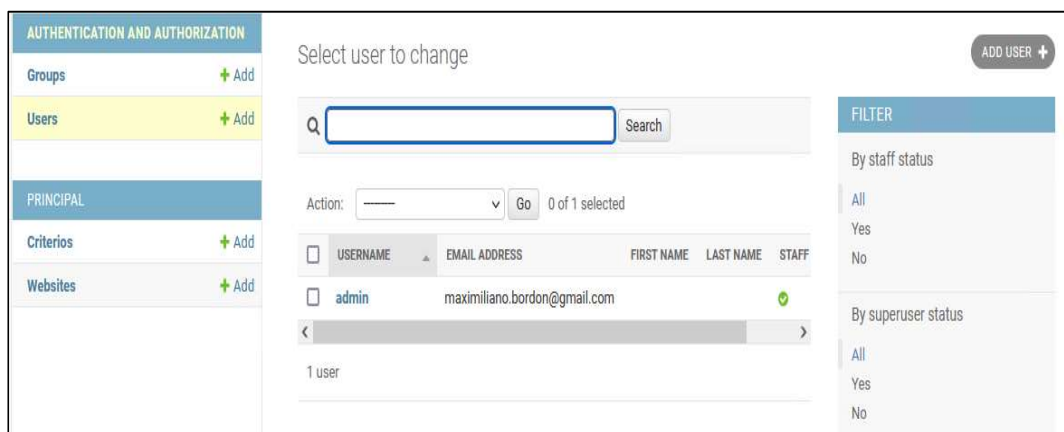 AUTHENTICATION AND AUTHORIZATION
Groups + Add
Users + Add
PRINCIPAL
Criterios + Add
Websites + Add
Select user to change
ADD USER +
Search
Action: --------- Go 0 of 1 selected
USERNAME EMAIL ADDRESS FIRST NAME LAST NAME STAFF
admin maximiliano.bordon@gmail.com
1 user
FILTER
By staff status
All
Yes
No
By superuser status
All
Yes
No